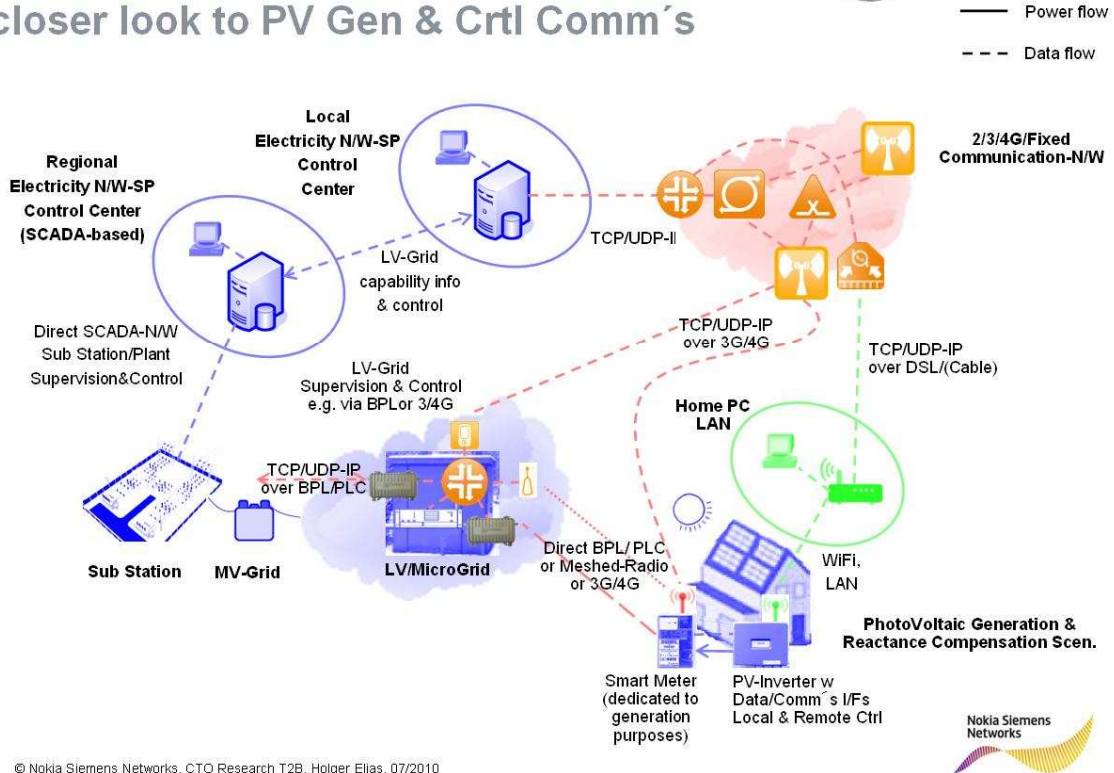 closer look to PV Gen & Crtl Comm´s
Power flow
Data flow
Local
Electricity N/W-SP
Control
Center
Regional
Electricity N/W-SP
Control Center
(SCADA-based)
2/3/4G/Fixed
Communication-N/W
TCP/UDP-I
LV-Grid
capability info
& control
Direct SCADA-N/W
Sub Station/Plant
Supervision&Control
TCP/UDP-IP
over 3G/4G
TCP/UDP-IP
over DSL/(Cable)
LV-Grid
Supervision & Control
e.g. via BPLor 3/4G
Home PC
LAN
TCP/UDP-IP
over BPL/PLC
Direct BPL/ PLC
or Meshed-Radio
or 3G/4G
WiFi,
LAN
Sub Station
MV-Grid
LV/MicroGrid
PhotoVoltaic Generation &
Reactance Compensation Scen.
Smart Meter
(dedicated to
generation
purposes)
PV-Inverter w
Data/Comm´s I/Fs
Local & Remote Ctrl
Nokia Siemens
Networks
© Nokia Siemens Networks, CTO Research T2B, Holger Elias, 07/2010